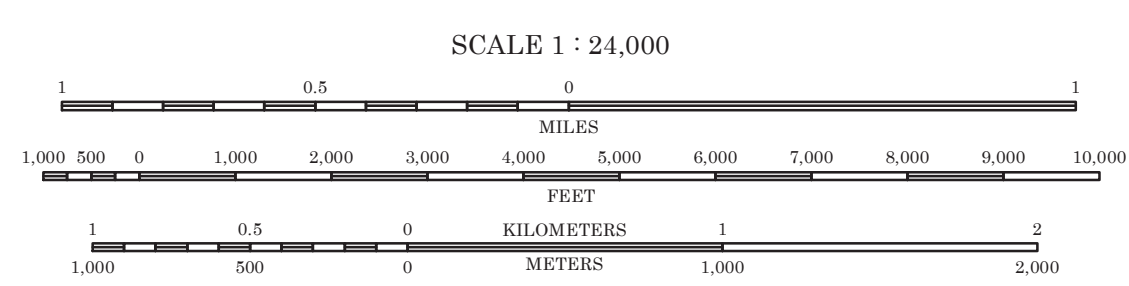 SCALE 1 : 24,000
1 0.5 0 1
MILES
1,000 500 0 1,000 2,000 3,000 4,000 5,000 6,000 7,000 8,000 9,000 10,000
FEET
1 0.5 0 KILOMETERS 1 2
1,000 500 0 METERS 1,000 2,000